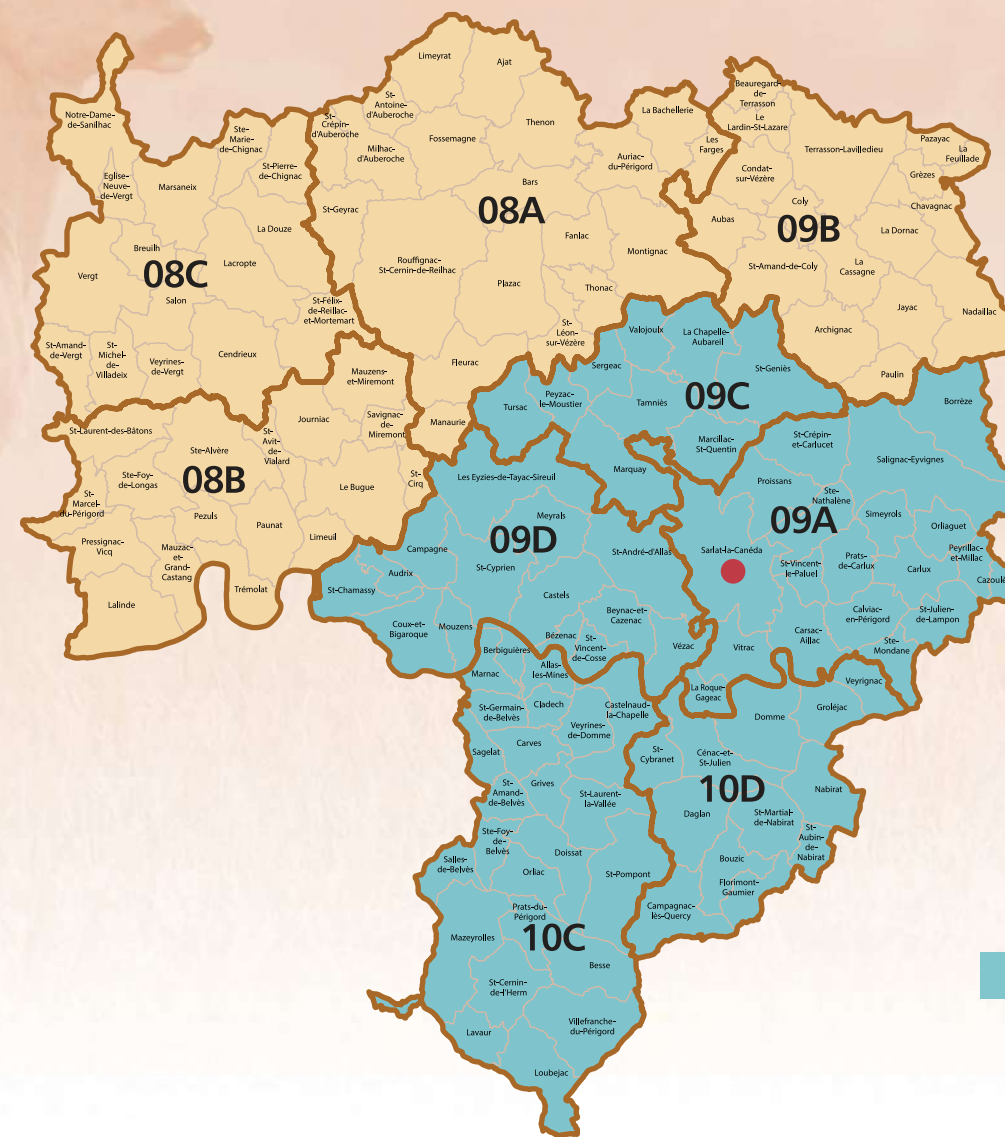 Limeyrat
Ajat
St-
Antoine-
d'Auberoche
St-
Crépin-
d'Auberoche
Milhac-
d'Auberoche
Fossemagne
Thenon
La Bachellerie
Les
Farges
Auriac-
du-Périgord
Bars
08A
St-Geyrac
Fanlac
Montignac
Rouffignac-
St-Cernin-de-Reilhac
Plazac
Thonac
St-
Léon-
sur-Vézère
Fleurac
Manaurie
Notre-Dame-
de-Sanilhac
Ste-
Marie-
de-Chignac
St-Pierre-
de-Chignac
Eglise-
Neuve-
de-Vergt
Marsaneix
La Douze
Breuilh
Vergt
08C
Lacropte
Salon
St-Félix-
de-Reillac-
et-Mortemart
St-Amand-
de-Vergt
St-
Michel-
de-
Villadeix
Veyrines-
de-Vergt
Cendrieux
Beauregard-
de-
Terrasson
Le
Lardin-St-Lazare
Terrasson-Lavilledieu
Pazayac
La
Feuillade
Grèzes
Condat-
sur-Vézère
Chavagnac
Coly
Aubas
09B
La Dornac
St-Amand-de-Coly
La
Cassagne
Jayac
Nadaillac
Archignac
Paulin
Mauzens-
et-Miremont
Journiac
Savignac-
de-
Miremont
St-Laurent-des-Bâtons
St-
Avit-
de-
Vialard
Ste-Alvère
Ste-Foy-
de-Longas
08B
Le Bugue
St-
Cirq
St-
Marcel-
du-Périgord
Pezuls
Paunat
Limeuil
Pressignac-
Vicq
Mauzac-
et-
Grand-
Castang
Trémolat
Lalinde
Valojoulx
La Chapelle-
Aubareil
Sergeac
St-Geniès
Peyzac-
le-Moustier
Tursac
Tamniès
09C
Marcillac-
St-Quentin
Borrèze
St-Crépin-
et-Carlucet
Salignac-Eyvignes
Proissans
Ste-
Nathalène
09A
Simeyrols
Orliaguet
Sarlat-la-Canéda
St-Vincent-
le-Paluel
Prats-
de-Carlux
Carlux
Peyrillac-
et-Millac
Cazoulè
Calviac-
en-Périgord
St-Julien-
de-Lampon
Carsac-
Aillac
Ste-
Mondane
Vitrac
Marquay
Les Eyzies-de-Tayac-Sireuil
Meyrals
09D
St-André-d'Allas
Campagne
St-Cyprien
Audrix
St-Chamassy
Castels
Beynac-et-
Cazenac
Coux-et-
Bigaroque
Mouzens
Bézenac
St-
Vincent-
de-Cosse
Vézac
La Roque-
Gageac
Veyrignac
Groléjac
Domme
St-
Cybranet
Cénac-et-
St-Julien
10D
Nabirat
Daglan
St-Martial-
de-Nabirat
St-
Aubin-
de-
Nabirat
Bouzic
Florimont-
Gaumier
Campagnac-
lès-Quercy
Berbiguières
Marnac
Allas-
les-Mines
St-Germain-
de-Belvès
Cladech
Castelnaud-
la-Chapelle
Veyrines-
de-Domme
Carves
Sagelat
St-
Amand-
de-Belvès
Grives
St-Laurent-
la-Vallée
Ste-Foy-
de-
Belvès
Doissat
Salles-
de-Belvès
Orliac
St-Pompont
Prats-du-
Périgord
Mazeyrolles
10C
Besse
St-Cernin-
de-l'Herm
Villefranche-
du-Périgord
Lavaur
Loubejac